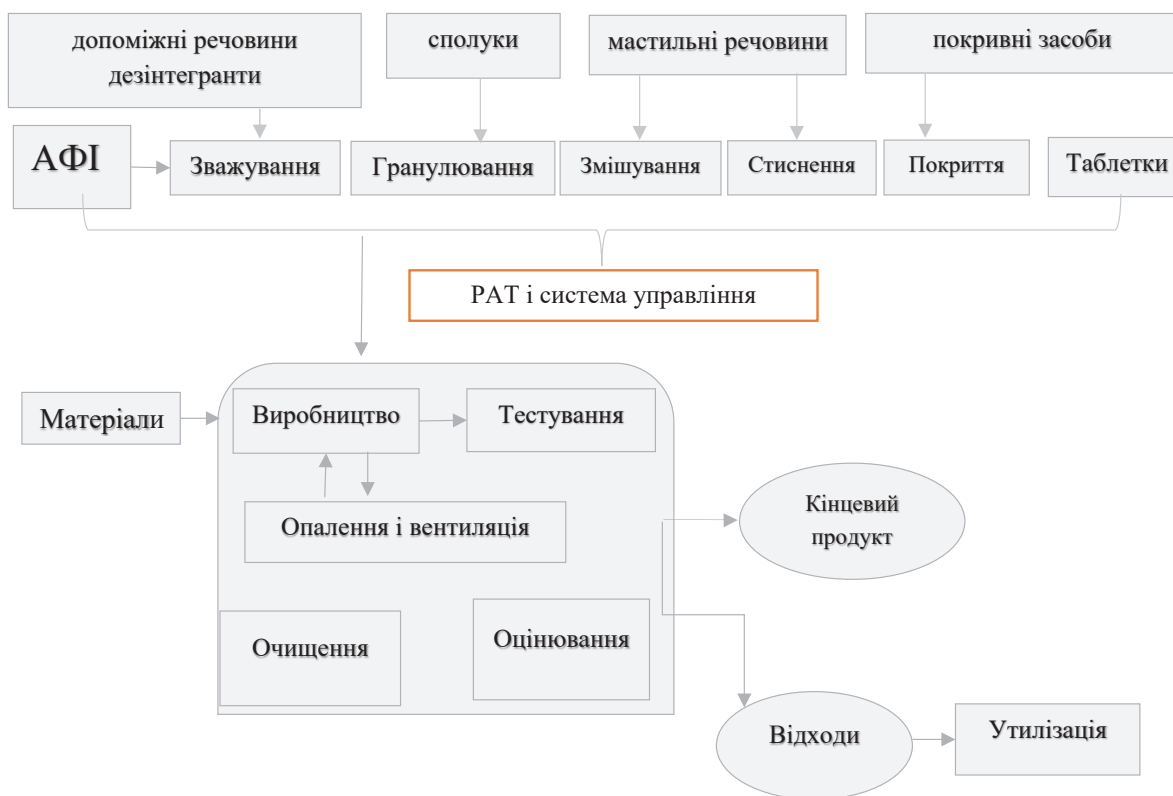 допоміжні речовини
дезінтегранти
сполуки
мастильні речовини
покривні засоби
АФІ
Зважування
Гранулювання
Змішування
Стиснення
Покриття
Таблетки
РАТ і система управління
Матеріали
Виробництво
Тестування
Опалення і вентиляція
Кінцевий
продукт
Очищення
Оцінювання
Відходи
Утилізація